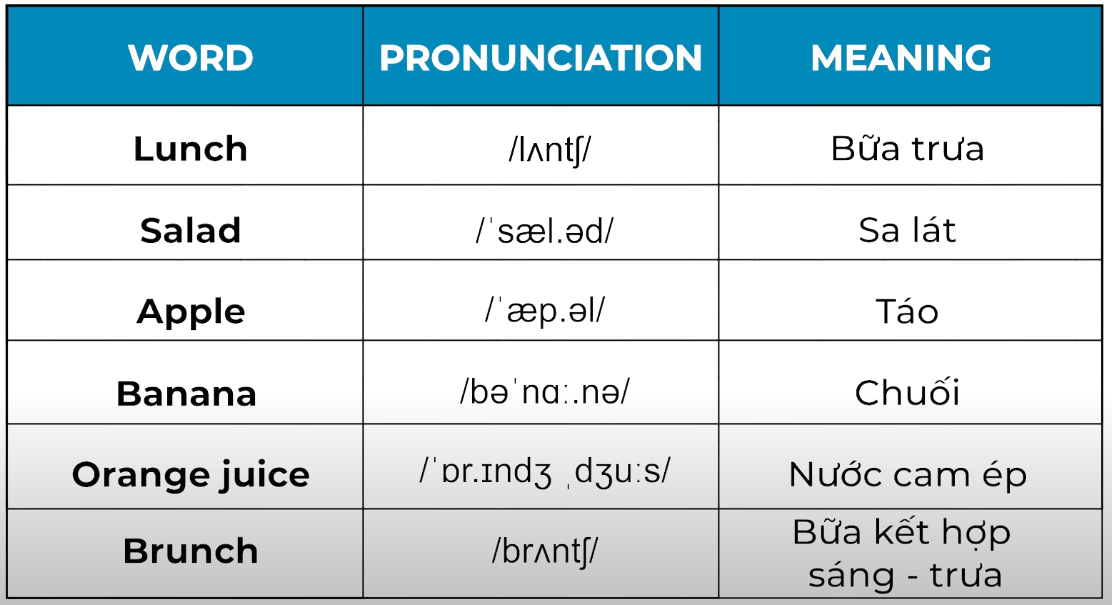 WORD PRONUNCIATION MEANING
Lunch /lʌntʃ/ Bữa trưa
Salad /ˈsæl.əd/ Sa lát
Apple /ˈæp.əl/ Táo
Banana /bəˈnɑː.nə/ Chuối
Orange juice /ˈɒr.ɪndʒ ˌdʒuːs/ Nước cam ép
Brunch /brʌntʃ/ Bữa kết hợp
sáng - trưa